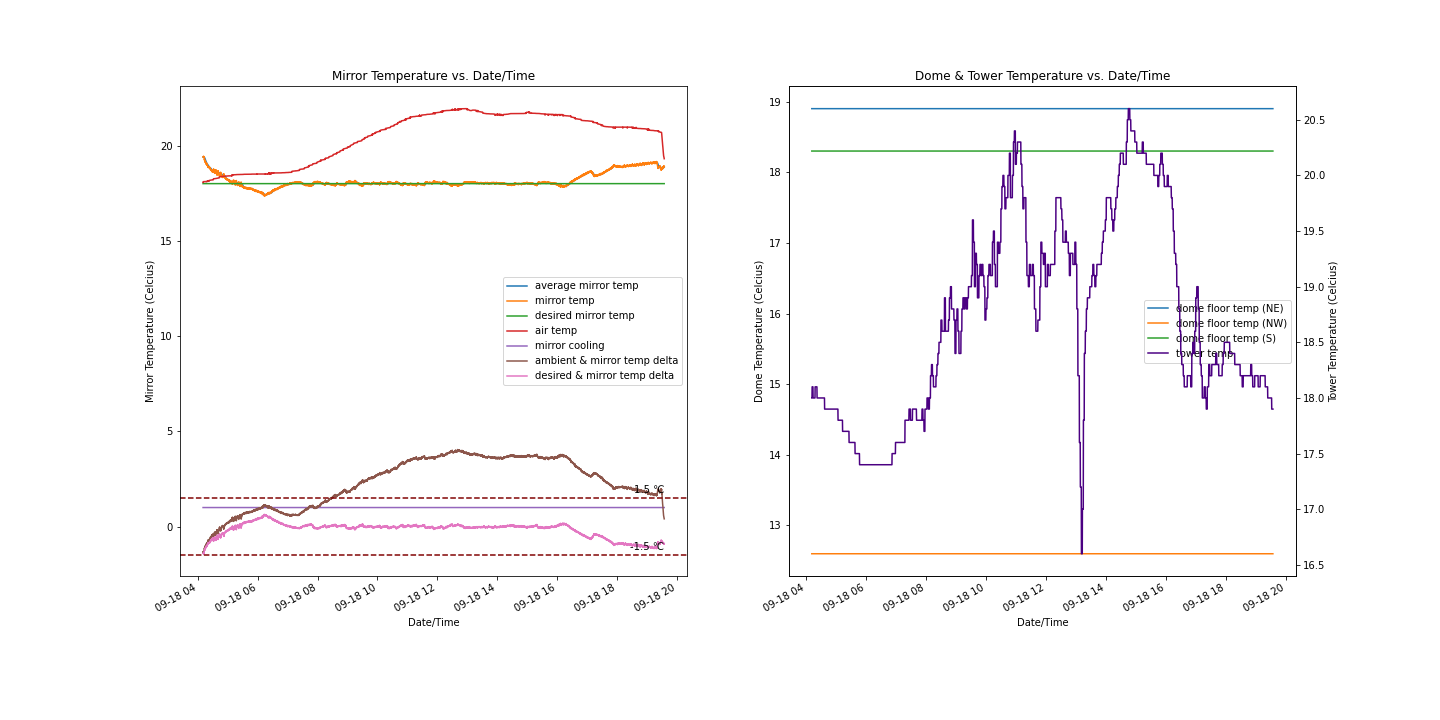 Mirror Temperature vs. Date/Time
Mirror Temperature (Celcius)
20
15
10
5
0
average mirror temp
mirror temp
desired mirror temp
air temp
mirror cooling
ambient & mirror temp delta
desired & mirror temp delta
1.5 °C
-1.5 °C
09-18 04
09-18 06
09-18 08
09-18 10
09-18 12
09-18 14
09-18 16
09-18 18
09-18 20
Date/Time
Dome & Tower Temperature vs. Date/Time
Dome Temperature (Celcius)
19
18
17
16
15
14
13
dome floor temp (NE)
dome floor temp (NW)
dome floor temp (S)
tower temp
20.5
20.0
19.5
19.0
18.5
18.0
17.5
17.0
16.5
Tower Temperature (Celcius)
09-18 04
09-18 06
09-18 08
09-18 10
09-18 12
09-18 14
09-18 16
09-18 18
09-18 20
Date/Time